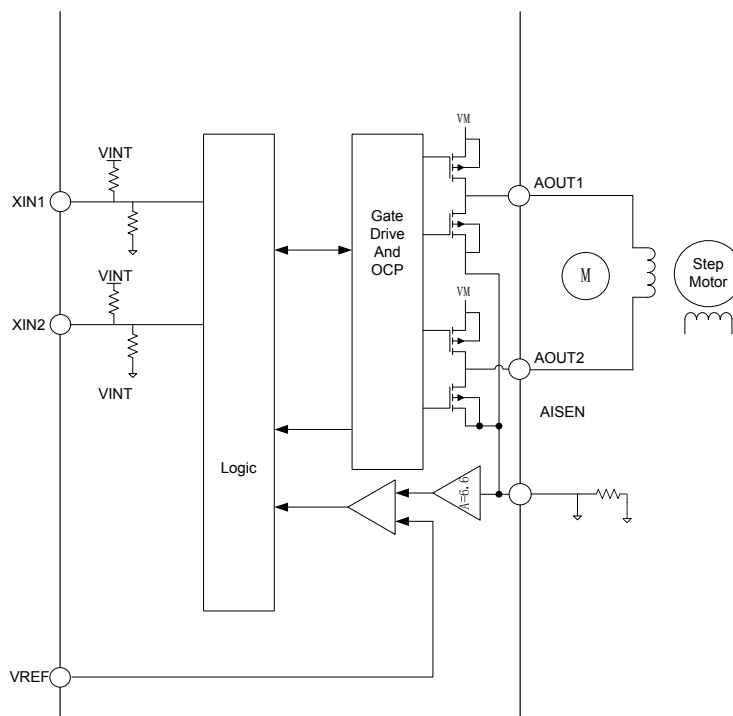 VM
VINT
AOUT1
XIN1
Gate
Drive
And
OCP
Step
Motor
M
VINT
VM
XIN2
AOUT2
VINT
AISEN
Logic
A=6.6
VREF